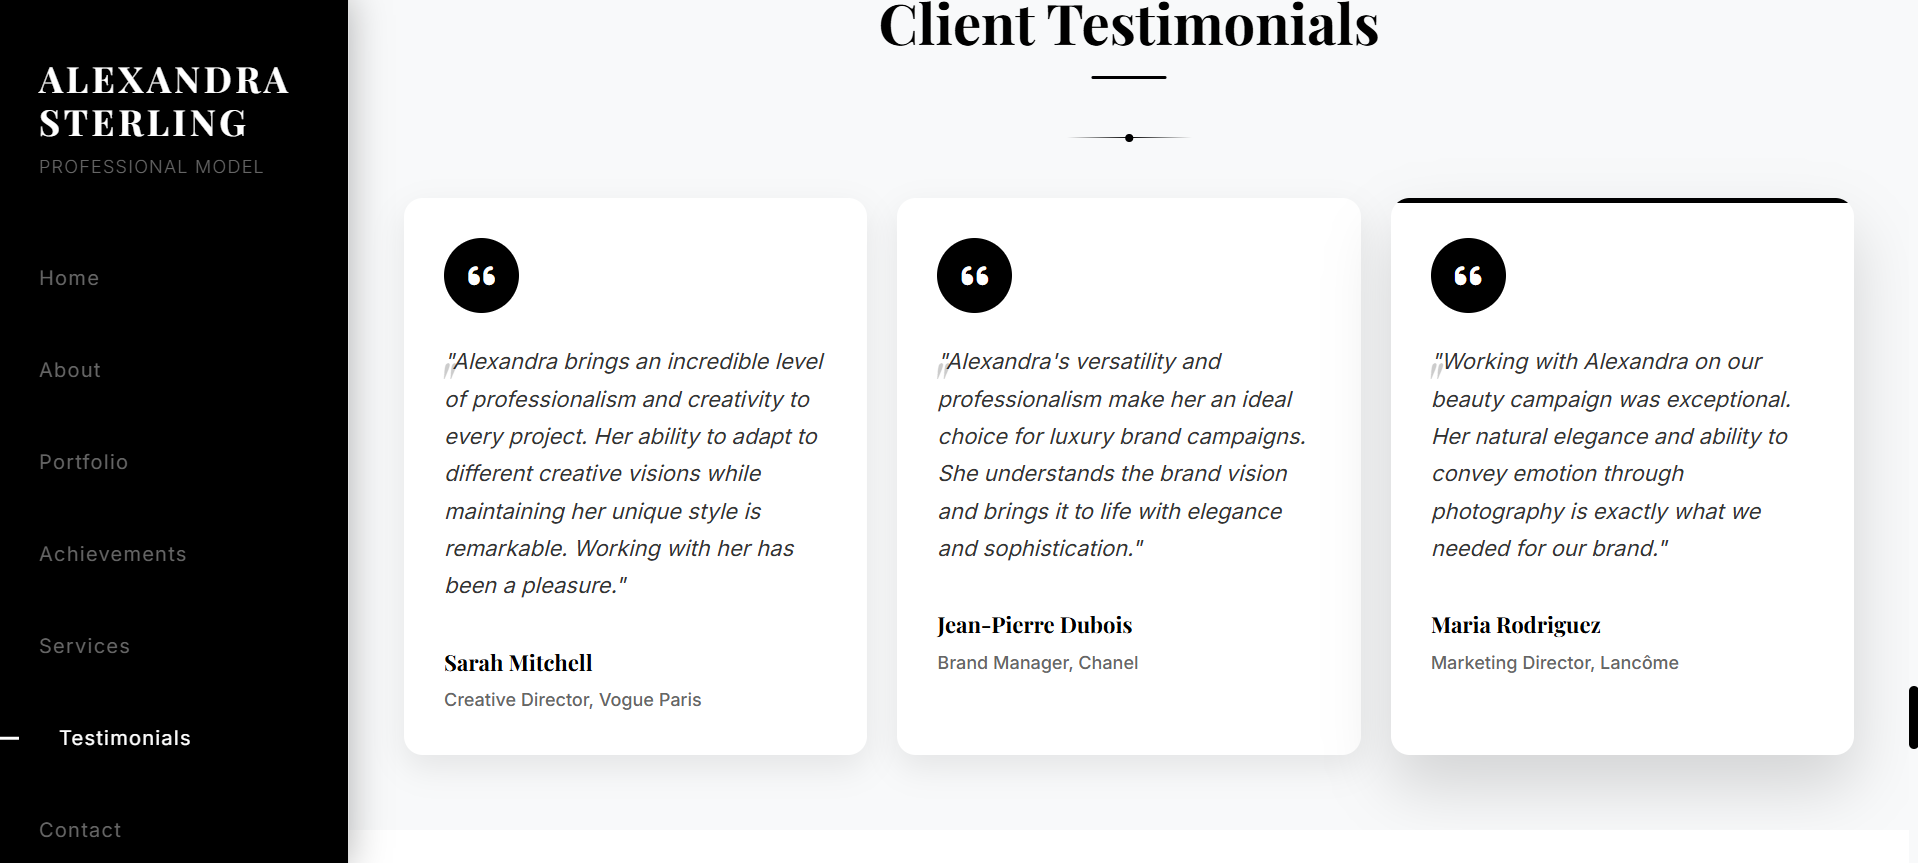 ALEXANDRA
STERLING
PROFESSIONAL MODEL
Home
About
Portfolio
Achievements
Services
Testimonials
Contact
Client Testimonials
"Alexandra brings an incredible level
of professionalism and creativity to
every project. Her ability to adapt to
different creative visions while
maintaining her unique style is
remarkable. Working with her has
been a pleasure."
Sarah Mitchell
Creative Director, Vogue Paris
"Alexandra's versatility and
professionalism make her an ideal
choice for luxury brand campaigns.
She understands the brand vision
and brings it to life with elegance
and sophistication."
Jean-Pierre Dubois
Brand Manager, Chanel
"Working with Alexandra on our
beauty campaign was exceptional.
Her natural elegance and ability to
convey emotion through
photography is exactly what we
needed for our brand."
Maria Rodriguez
Marketing Director, Lancôme